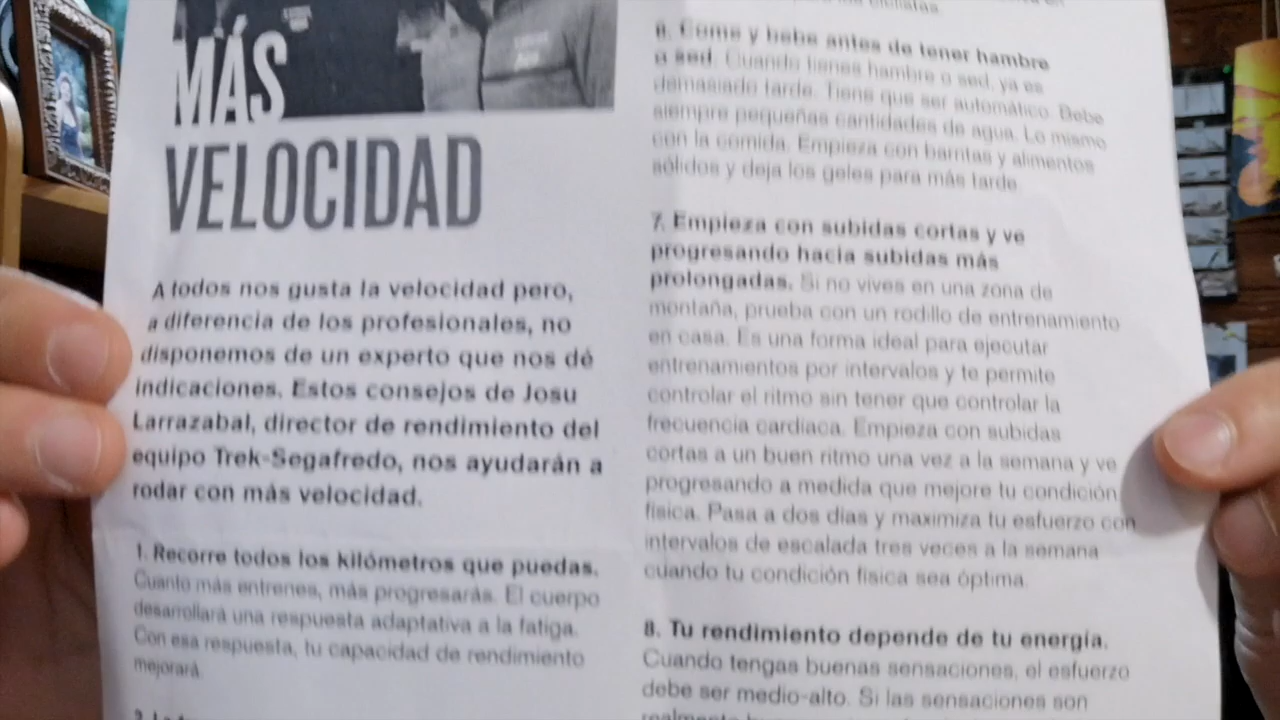 MÁS
VELOCIDAD
A todos nos gusta la velocidad pero,
a diferencia de los profesionales, no
disponemos de un experto que nos dé
indicaciones. Estos consejos de Josu
Larrazabal, director de rendimiento del
equipo Trek-Segafredo, nos ayudarán a
rodar con más velocidad.
1. Recorre todos los kilómetros que puedas.
Cuanto más entrenes, más progresarás. El cuerpo
desarrollará una respuesta adaptativa a la fatiga.
Con esa respuesta, tu capacidad de rendimiento
mejorará.
ciclistas.
6. Come y bebe antes de tener hambre
o sed. Cuando tienes hambre o sed, ya es
demasiado tarde. Tiene que ser automático. Bebe
siempre pequeñas cantidades de agua. Lo mismo
con la comida. Empieza con barritas y alimentos
sólidos y deja los geles para más tarde.
7. Empieza con subidas cortas y ve
progresando hacia subidas más
prolongadas. Si no vives en una zona de
montaña, prueba con un rodillo de entrenamiento
en casa. Es una forma ideal para ejecutar
entrenamientos por intervalos y te permite
controlar el ritmo sin tener que controlar la
frecuencia cardíaca. Empieza con subidas
cortas a un buen ritmo una vez a la semana y ve
progresando a medida que mejore tu condición
física. Pasa a dos días y maximiza tu esfuerzo con
intervalos de escalada tres veces a la semana
cuando tu condición física sea óptima.
8. Tu rendimiento depende de tu energía.
Cuando tengas buenas sensaciones, el esfuerzo
debe ser medio-alto. Si las sensaciones son
realmente